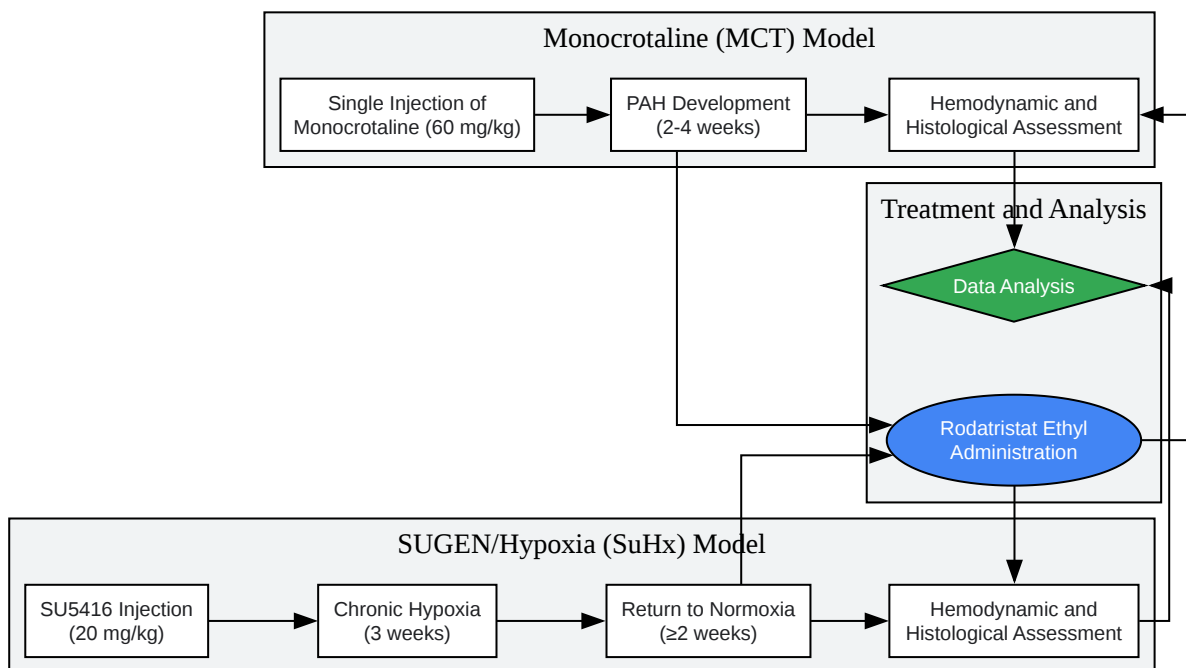 Monocrotaline (MCT) Model
Single Injection of
Monocrotaline (60 mg/kg)
PAH Development
(2-4 weeks)
Hemodynamic and
Histological Assessment
Treatment and Analysis
Data Analysis
Rodatristat Ethyl
Administration
SUGEN/Hypoxia (SuHx) Model
SU5416 Injection
(20 mg/kg)
Chronic Hypoxia
(3 weeks)
Return to Normoxia
(≥2 weeks)
Hemodynamic and
Histological Assessment